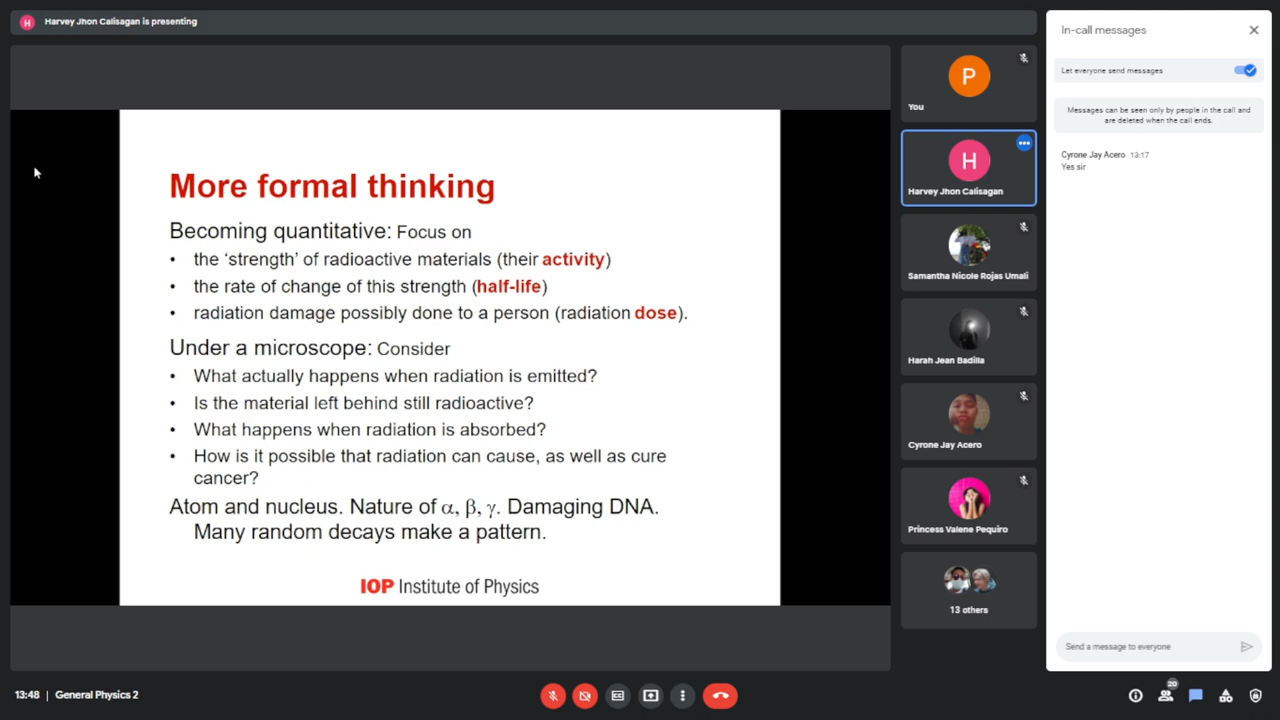 H Harvey Jhon Calisagan is presenting
More formal thinking
Becoming quantitative: Focus on
• the ‘strength’ of radioactive materials (their activity)
• the rate of change of this strength (half-life)
• radiation damage possibly done to a person (radiation dose).
Under a microscope: Consider
• What actually happens when radiation is emitted?
• Is the material left behind still radioactive?
• What happens when radiation is absorbed?
• How is it possible that radiation can cause, as well as cure
cancer?
Atom and nucleus. Nature of α, β, γ. Damaging DNA.
Many random decays make a pattern.
IOP Institute of Physics
P
You
H
Harvey Jhon Calisagan
Samantha Nicole Rojas Umali
Harah Jean Badilla
Cyrone Jay Acero
Princess Valene Pequiro
13 others
In-call messages
Let everyone send messages
Messages can be seen only by people in the call and
are deleted when the call ends.
Cyrone Jay Acero 13:17
Yes sir
Send a message to everyone
13:48 | General Physics 2
20